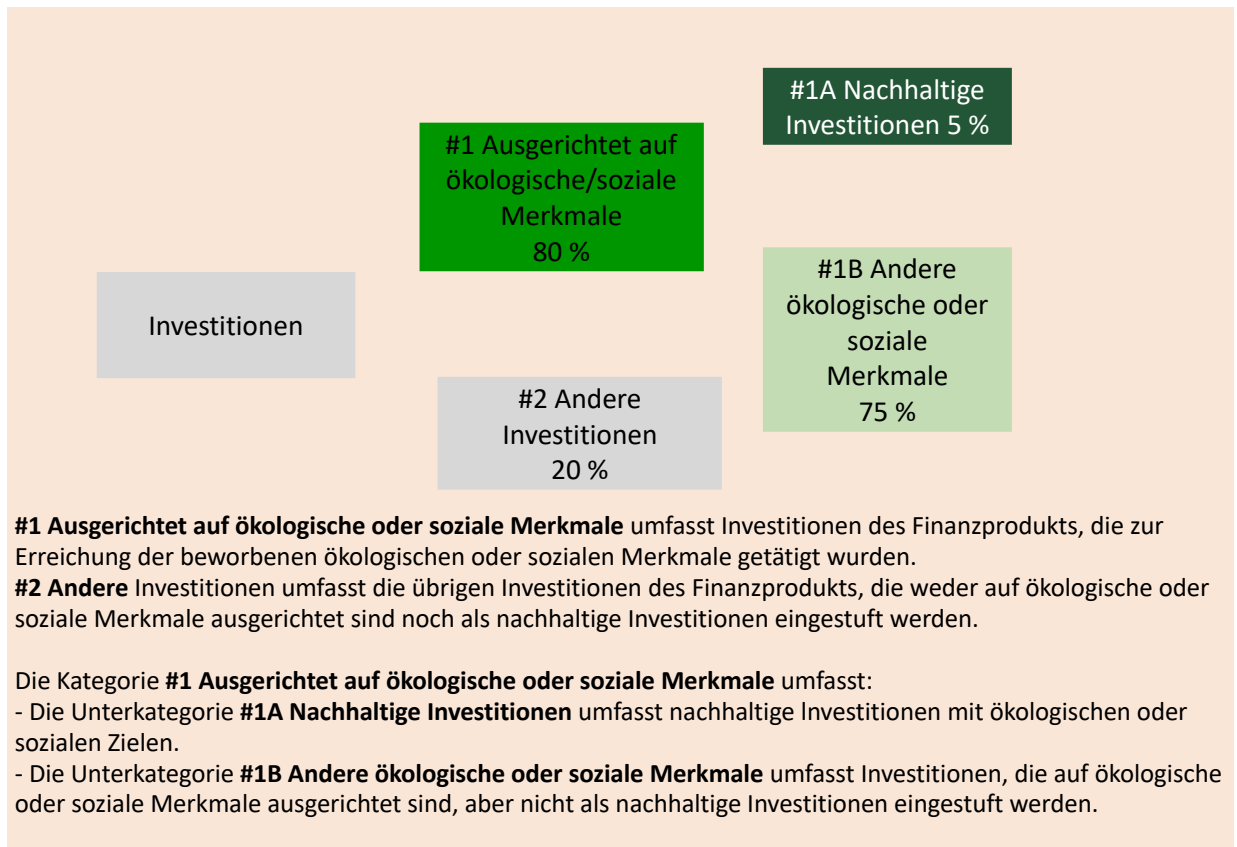 #1A Nachhaltige
Investitionen 5 %
#1 Ausgerichtet auf
ökologische/soziale
Merkmale
80 %
#1B Andere
ökologische oder
soziale
Merkmale
75 %
Investitionen
#2 Andere
Investitionen
20 %
#1 Ausgerichtet auf ökologische oder soziale Merkmale umfasst Investitionen des Finanzprodukts, die zur
Erreichung der beworbenen ökologischen oder sozialen Merkmale getätigt wurden.
#2 Andere Investitionen umfasst die übrigen Investitionen des Finanzprodukts, die weder auf ökologische oder
soziale Merkmale ausgerichtet sind noch als nachhaltige Investitionen eingestuft werden.
Die Kategorie #1 Ausgerichtet auf ökologische oder soziale Merkmale umfasst:
- Die Unterkategorie #1A Nachhaltige Investitionen umfasst nachhaltige Investitionen mit ökologischen oder
sozialen Zielen.
- Die Unterkategorie #1B Andere ökologische oder soziale Merkmale umfasst Investitionen, die auf ökologische
oder soziale Merkmale ausgerichtet sind, aber nicht als nachhaltige Investitionen eingestuft werden.